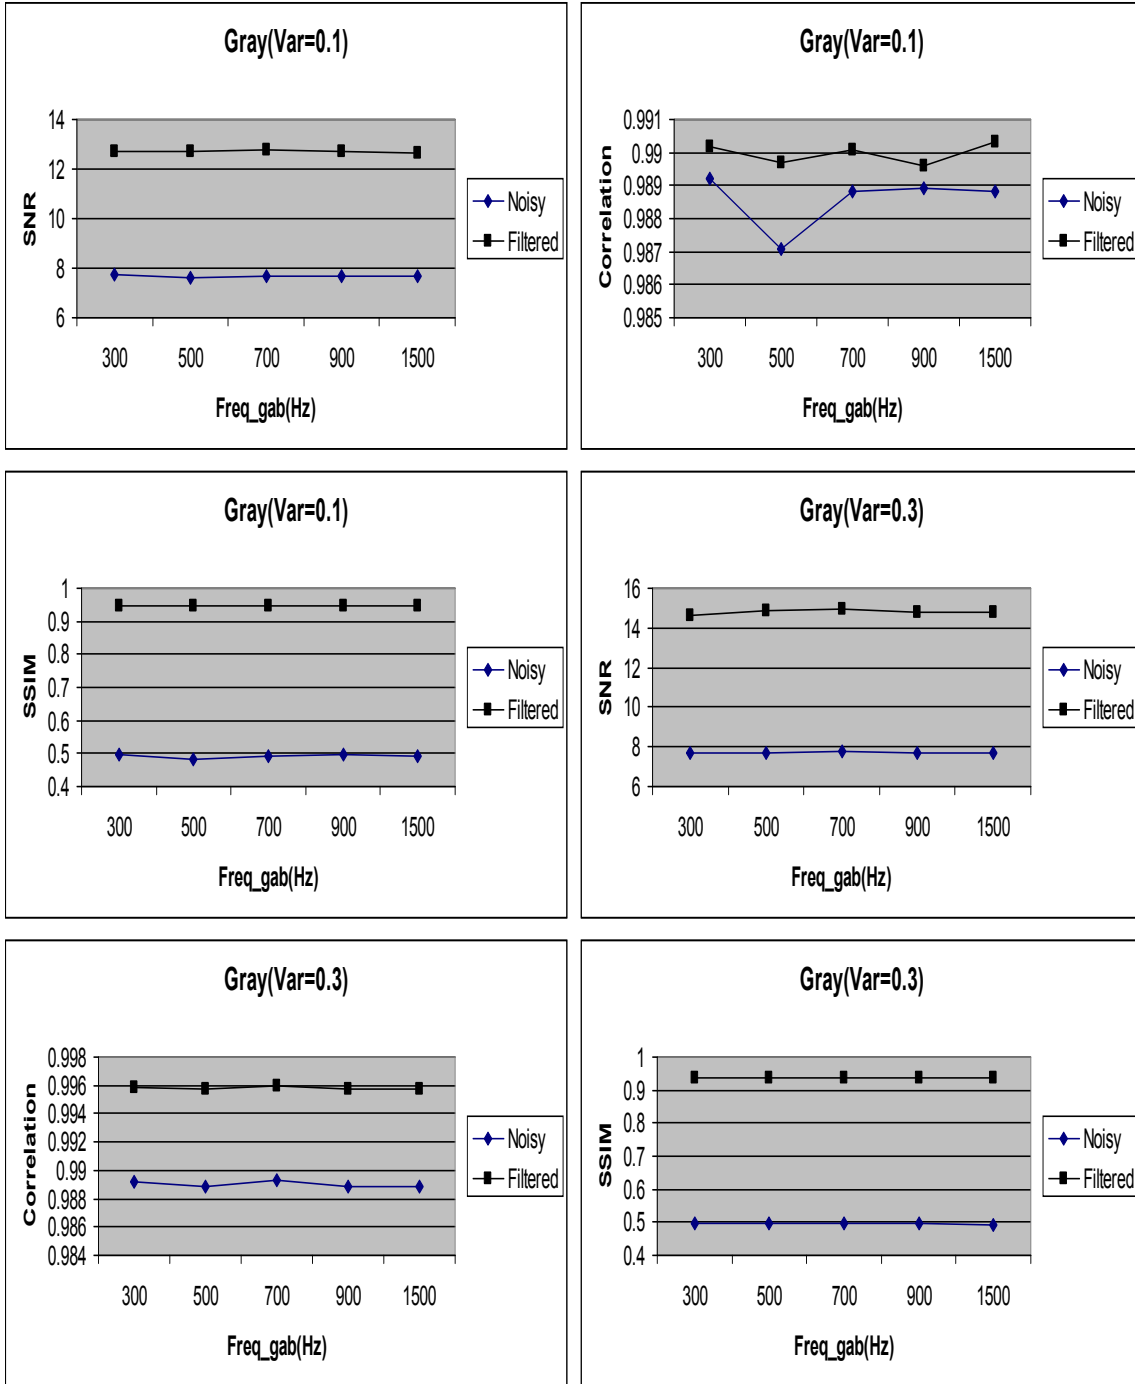 Gray(Var=0.1)
SNR
14
12
10
8
6
300 500 700 900 1500
Freq_gab(Hz)
Noisy
Filtered
Gray(Var=0.1)
Correlation
0.991
0.99
0.989
0.988
0.987
0.986
0.985
300 500 700 900 1500
Freq_gab(Hz)
Noisy
Filtered
Gray(Var=0.1)
SSIM
1
0.9
0.8
0.7
0.6
0.5
0.4
300 500 700 900 1500
Freq_gab(Hz)
Noisy
Filtered
Gray(Var=0.3)
SNR
16
14
12
10
8
6
300 500 700 900 1500
Freq_gab(Hz)
Noisy
Filtered
Gray(Var=0.3)
Correlation
0.998
0.996
0.994
0.992
0.99
0.988
0.986
0.984
300 500 700 900 1500
Freq_gab(Hz)
Noisy
Filtered
Gray(Var=0.3)
SSIM
1
0.9
0.8
0.7
0.6
0.5
0.4
300 500 700 900 1500
Freq_gab(Hz)
Noisy
Filtered